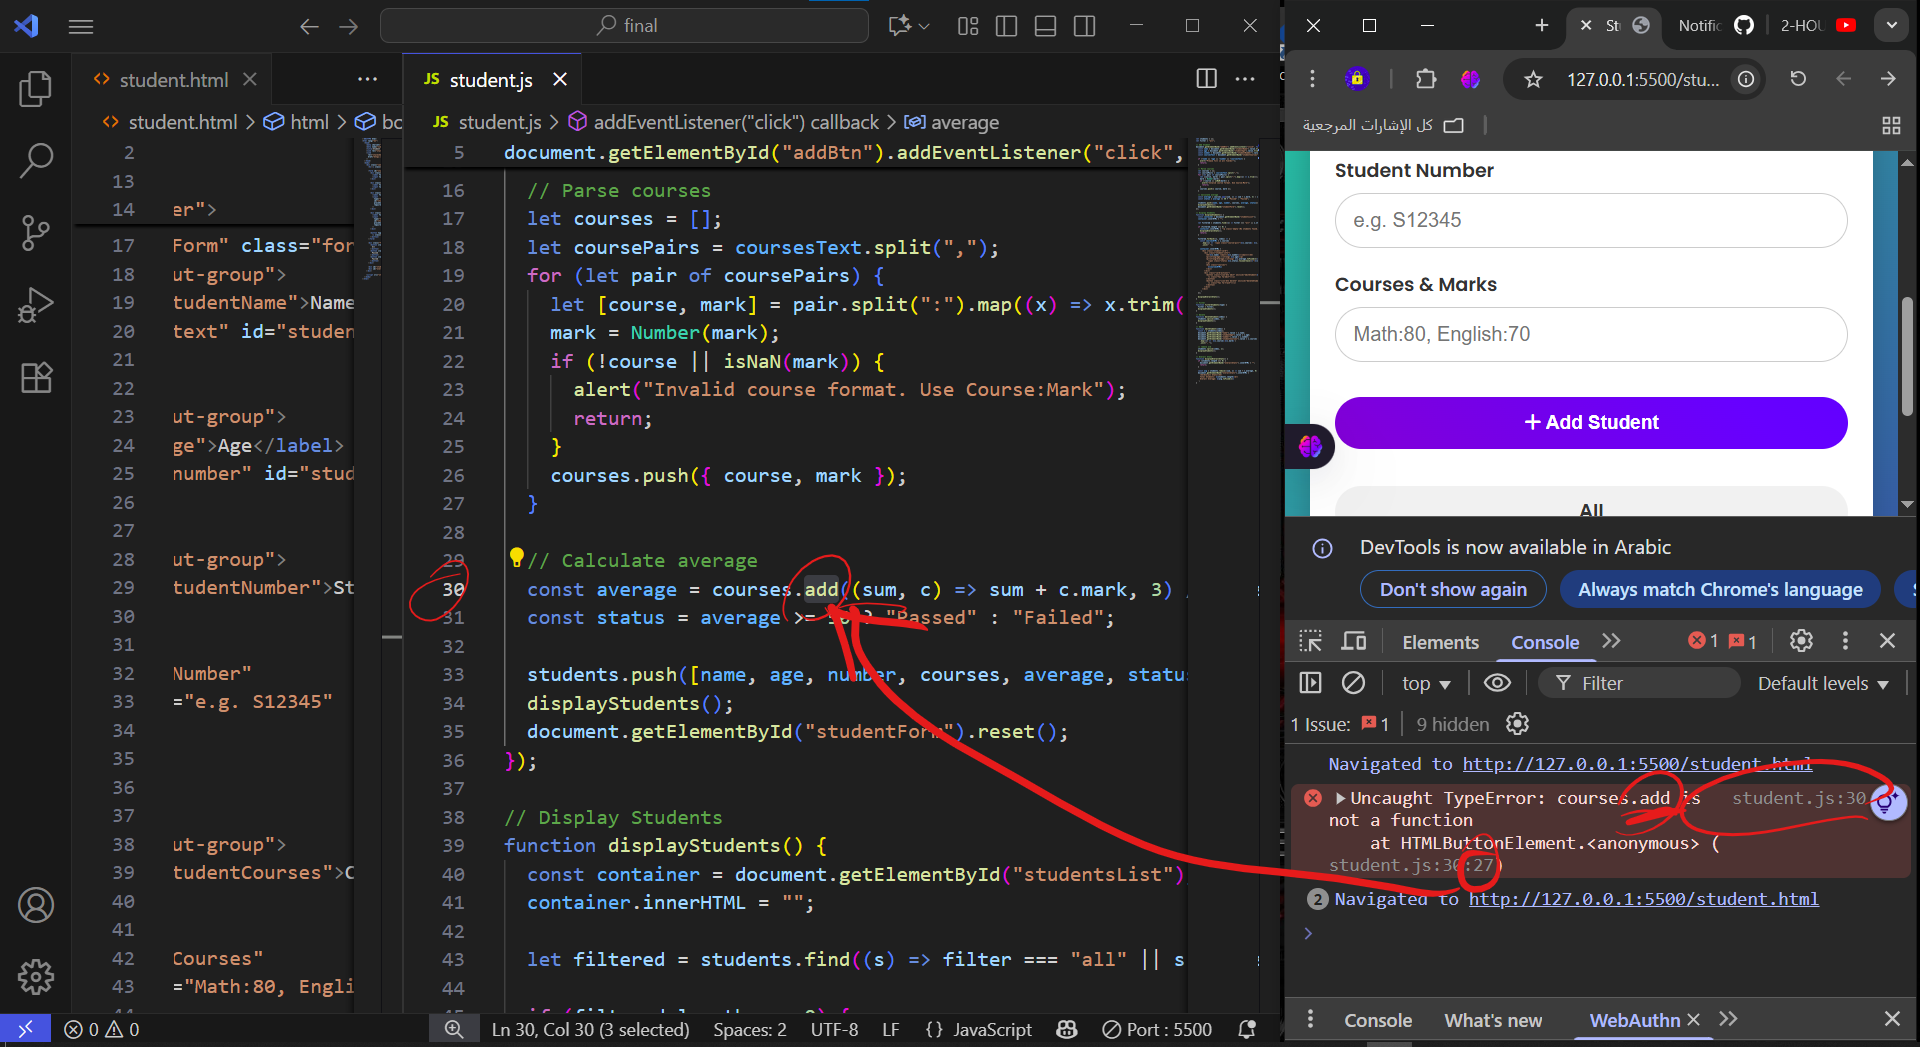 final
student.html
student.js
student.html > html > bc
student.js > addEventListener("click") callback > average
2
13
14 er">
17 Form" class="for
18 ut-group">
19 tudentName">Name
20 text" id="studen
21
22
23 ut-group">
24 ge">Age</label>
25 number" id="stud
26
27
28 ut-group">
29 tudentNumber">St
30
31
32 Number"
33 ="e.g. S12345"
34
35
36
37
38 ut-group">
39 tudentCourses">C
40
41
42 Courses"
43 ="Math:80, Engli
5 document.getElementById("addBtn").addEventListener("click",
16 // Parse courses
17 let courses = [];
18 let coursePairs = coursesText.split(",");
19 for (let pair of coursePairs) {
20 let [course, mark] = pair.split(":").map((x) => x.trim(
21 mark = Number(mark);
22 if (!course || isNaN(mark)) {
23 alert("Invalid course format. Use Course:Mark");
24 return;
25 }
26 courses.push({ course, mark });
27 }
28
29 // Calculate average
30 const average = courses.add((sum, c) => sum + c.mark, 3)
31 const status = average >= ? "Passed" : "Failed";
32
33 students.push([name, age, number, courses, average, statu
34 displayStudents();
35 document.getElementById("studentForm").reset();
36 });
37
38 // Display Students
39 function displayStudents() {
40 const container = document.getElementById("studentsList")
41 container.innerHTML = "";
42
43 let filtered = students.find((s) => filter === "all" || s
44
0 0
Ln 30, Col 30 (3 selected)
Spaces: 2
UTF-8
LF
{} JavaScript
Port : 5500
St
Notific
2-HOU
127.0.0.1:5500/stu...
كل الإشارات المرجعية
Student Number
e.g. S12345
Courses & Marks
Math:80, English:70
+ Add Student
All
DevTools is now available in Arabic
Don't show again
Always match Chrome's language
S
Elements
Console
1 1
top
Filter
Default levels
1 Issue: 1
9 hidden
Navigated to http://127.0.0.1:5500/student.html
Uncaught TypeError: courses.add is student.js:30
not a function
at HTMLButtonElement.<anonymous> (
student.js:30:27)
2 Navigated to http://127.0.0.1:5500/student.html
Console
What's new
WebAuthn